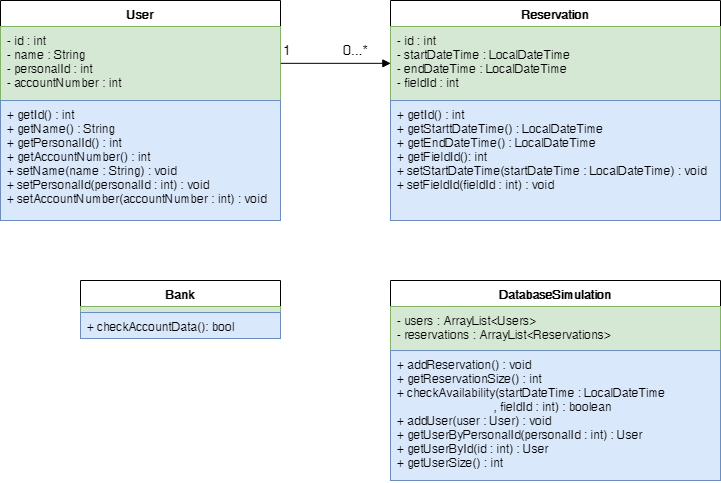 User
- id : int
- name : String
- personalId : int
- accountNumber : int
+ getId() : int
+ getName() : String
+ getPersonalId() : int
+ getAccountNumber() : int
+ setName(name : String) : void
+ setPersonalId(personalId : int) : void
+ setAccountNumber(accountNumber : int) : void
1
0...*
Reservation
- id : int
- startDateTime : LocalDateTime
- endDateTime : LocalDateTime
- fieldId : int
+ getId() : int
+ getStarttDateTime() : LocalDateTime
+ getEndDateTime() : LocalDateTime
+ getFieldId(): int
+ setStartDateTime(startDateTime : LocalDateTime) : void
+ setFieldId(fieldId : int) : void
Bank
+ checkAccountData(): bool
DatabaseSimulation
- users : ArrayList<Users>
- reservations : ArrayList<Reservations>
+ addReservation() : void
+ getReservationSize() : int
+ checkAvailability(startDateTime : LocalDateTime
, fieldId : int) : boolean
+ addUser(user : User) : void
+ getUserByPersonalId(personalId : int) : User
+ getUserById(id : int) : User
+ getUserSize() : int